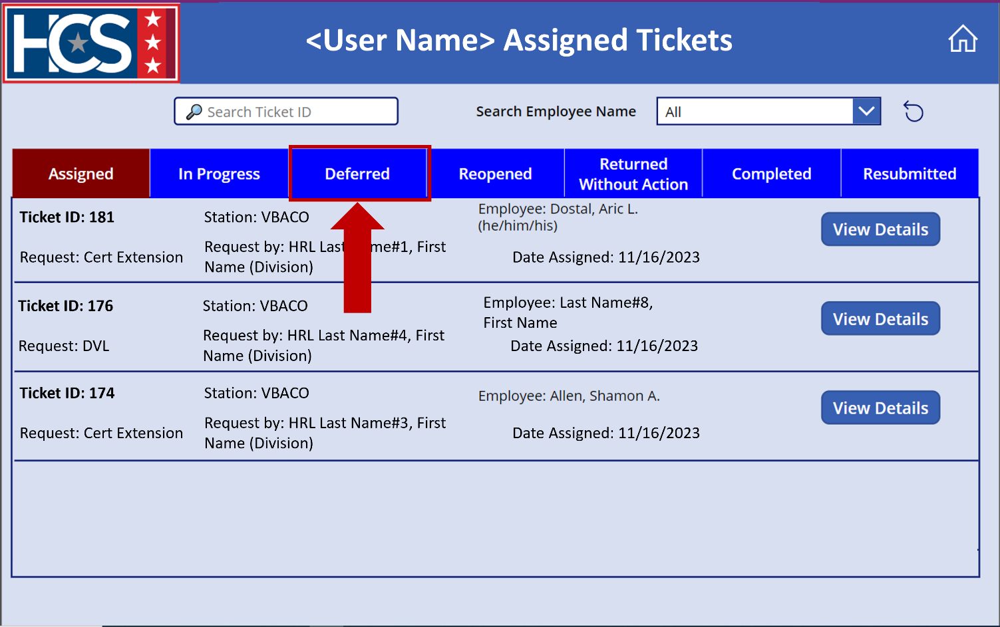 HCS
<User Name> Assigned Tickets
Search Ticket ID
Search Employee Name
All
Assigned
In Progress
Deferred
Reopened
Returned
Without Action
Completed
Resubmitted
Ticket ID: 181
Station: VBACO
Employee: Dostal, Aric L.
(he/him/his)
View Details
Request: Cert Extension
Request by: HRL Las me#1, First
Name (Division)
Date Assigned: 11/16/2023
Ticket ID: 176
Station: VBACO
Employee: Last Name#8,
First Name
View Details
Request: DVL
Request by: HRL Last Name#4, First
Name (Division)
Date Assigned: 11/16/2023
Ticket ID: 174
Station: VBACO
Employee: Allen, Shamon A.
View Details
Request: Cert Extension
Request by: HRL Last Name#3, First
Name (Division)
Date Assigned: 11/16/2023